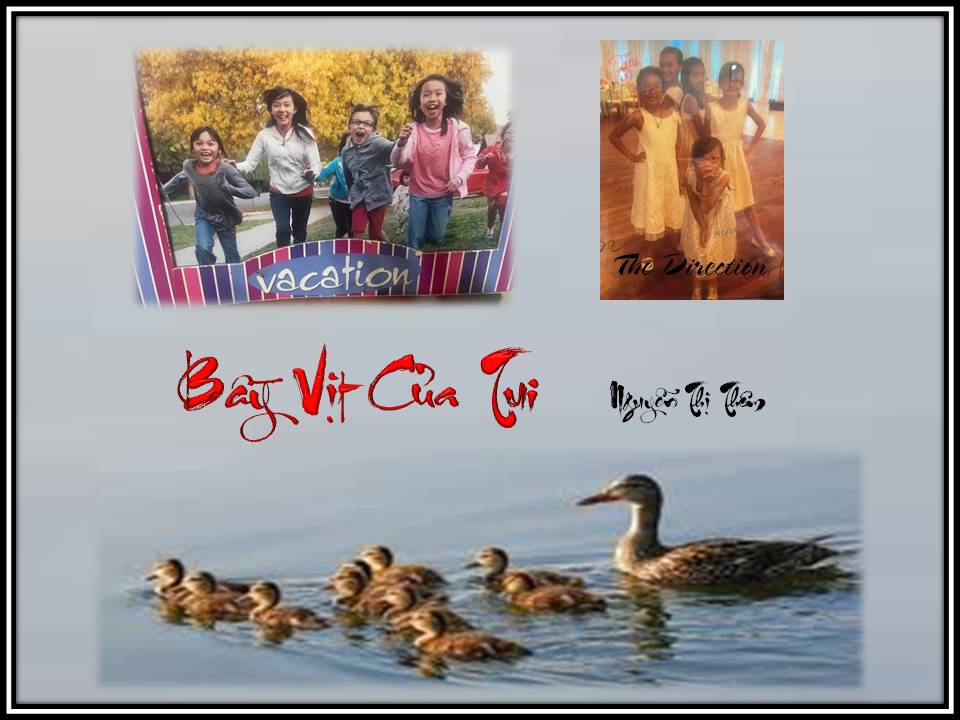 vacation
The Direction
Bầy Vịt Của Tui
Nguyễn Thị Thêm